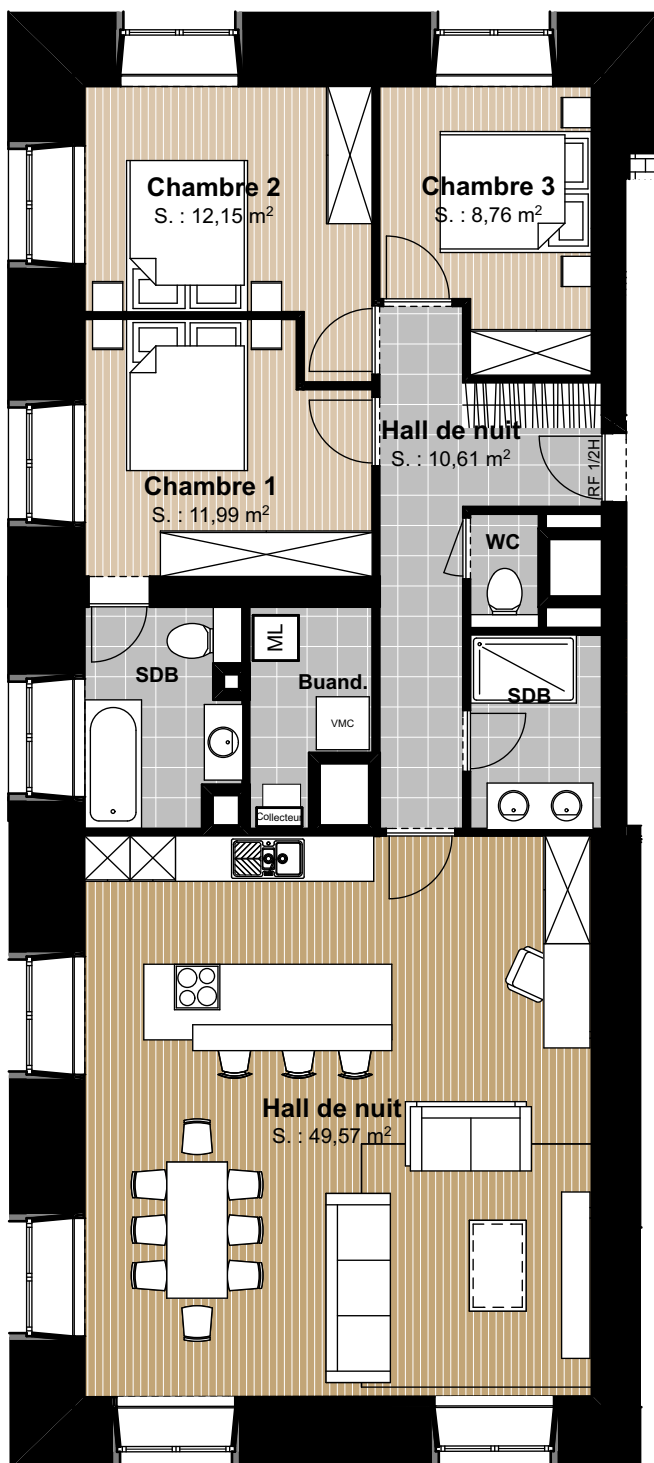 Chambre 2
S. : 12,15 m²
Chambre 3
S. : 8,76 m²
Hall de nuit
S. : 10,61 m²
RF 1/2H
Chambre 1
S. : 11,99 m²
WC
ML
SDB
Buand.
SDB
VMC
Collecteur
Hall de nuit
S. : 49,57 m²